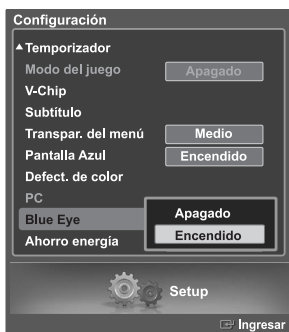 Configuración
Temporizador
Modo del juego Apagado
V-Chip
Subtítulo
Transpar. del menú Medio
Pantalla Azul Encendido
Defect. de color
PC
Blue Eye Apagado
Encendido
Ahorro energía
Setup
Ingresar